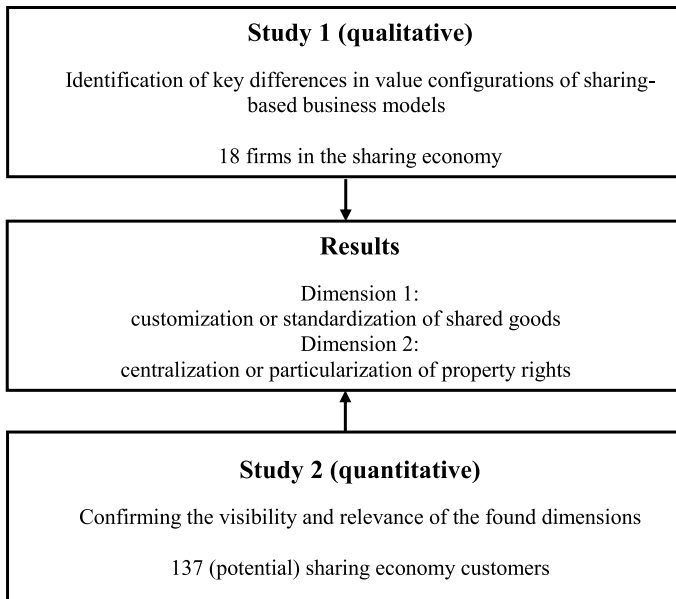 Study 1 (qualitative)
Identification of key differences in value configurations of sharing-
based business models
18 firms in the sharing economy
Results
Dimension 1:
customization or standardization of shared goods
Dimension 2:
centralization or particularization of property rights
Study 2 (quantitative)
Confirming the visibility and relevance of the found dimensions
137 (potential) sharing economy customers